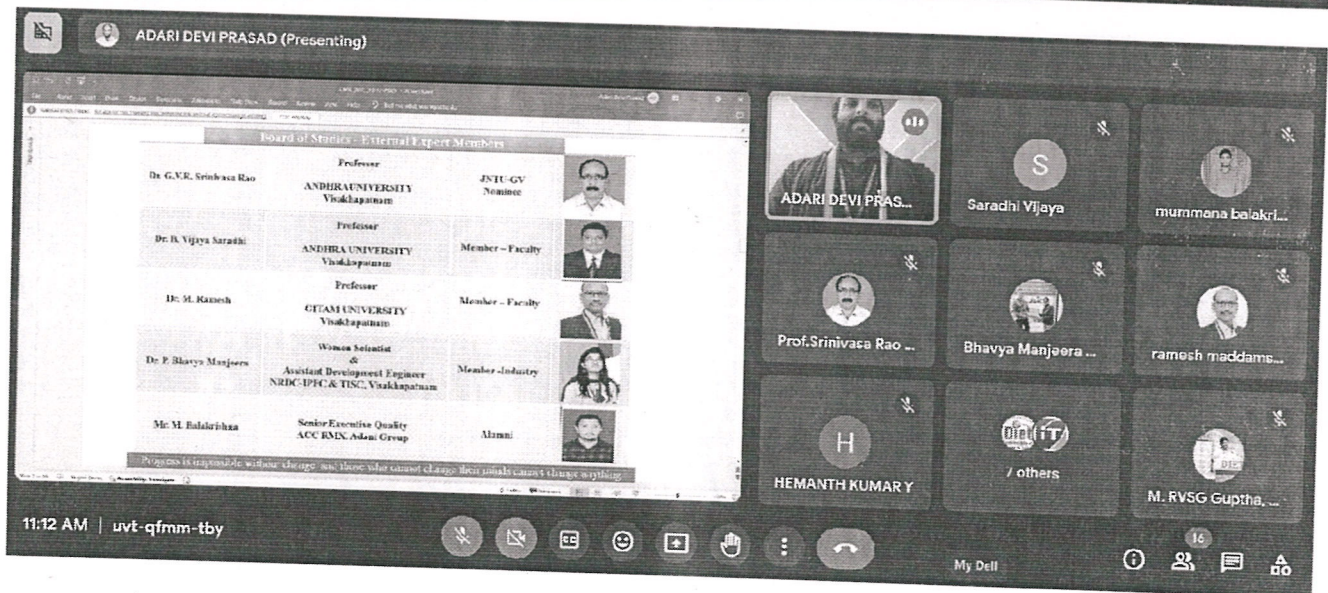 ADARI DEVI PRASAD (Presenting)
Board of Studies - External Expert Members
Dr. G.V.R. Srinivasa Rao
Professor
ANDHRAUNIVERSITY
Visakhapatnam
JNTU-GV
Nominee
Dr. B. Vijaya Saradhi
Professor
ANDHRA UNIVERSITY
Visakhapatnam
Member – Faculty
Dr. M. Ramesh
Professor
GITAM UNIVERSITY
Visakhapatnam
Member – Faculty
Dr. P. Bhavya Manjeera
Women Scientist
&
Assistant Development Engineer
NRDC-IPFC & TISC, Visakhapatnam
Member -Industry
Mr. M. Balakrishna
Senior Executive Quality
ACC RMX, Adani Group
Alumni
Progress is impossible without change and those who cannot change their minds cannot change anything
ADARI DEVI PRAS...
S
Saradhi Vijaya
mummana balakri...
Prof.Srinivasa Rao ...
Bhavya Manjeera ...
ramesh maddams...
H
HEMANTH KUMAR Y
Diet iT
7 others
M. RVSG Guptha, ...
11:12 AM | uvt-qfmm-tby
CC
My Dell
16